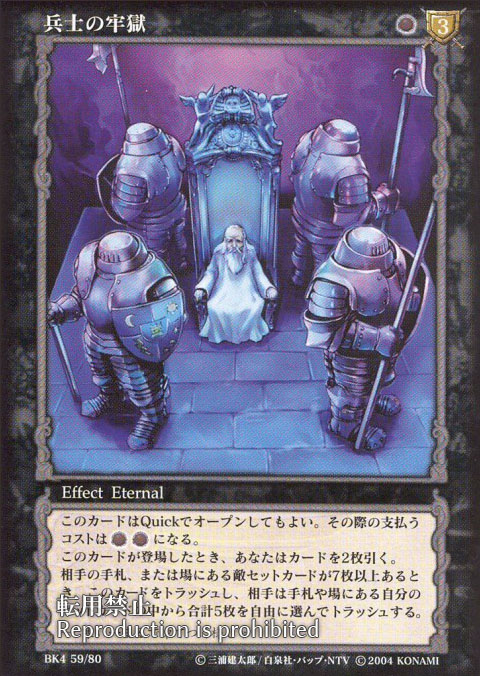 兵士の牢獄
3
Effect Eternal
このカードはQuickでオープンしてもよい。その際の支払う
コストは になる。
このカードが登場したとき、あなたはカードを2枚引く。
相手の手札、または場にある敵セットカードが7枚以上あると
このカードをトラッシュし、相手は手札や場にある自分の
中から合計5枚を自由に選んでトラッシュする。
転用禁止
Reproduction is prohibited
BK4 59/80
©三浦建太郎/白泉社・バップ・NTV ©2004 KONAMI